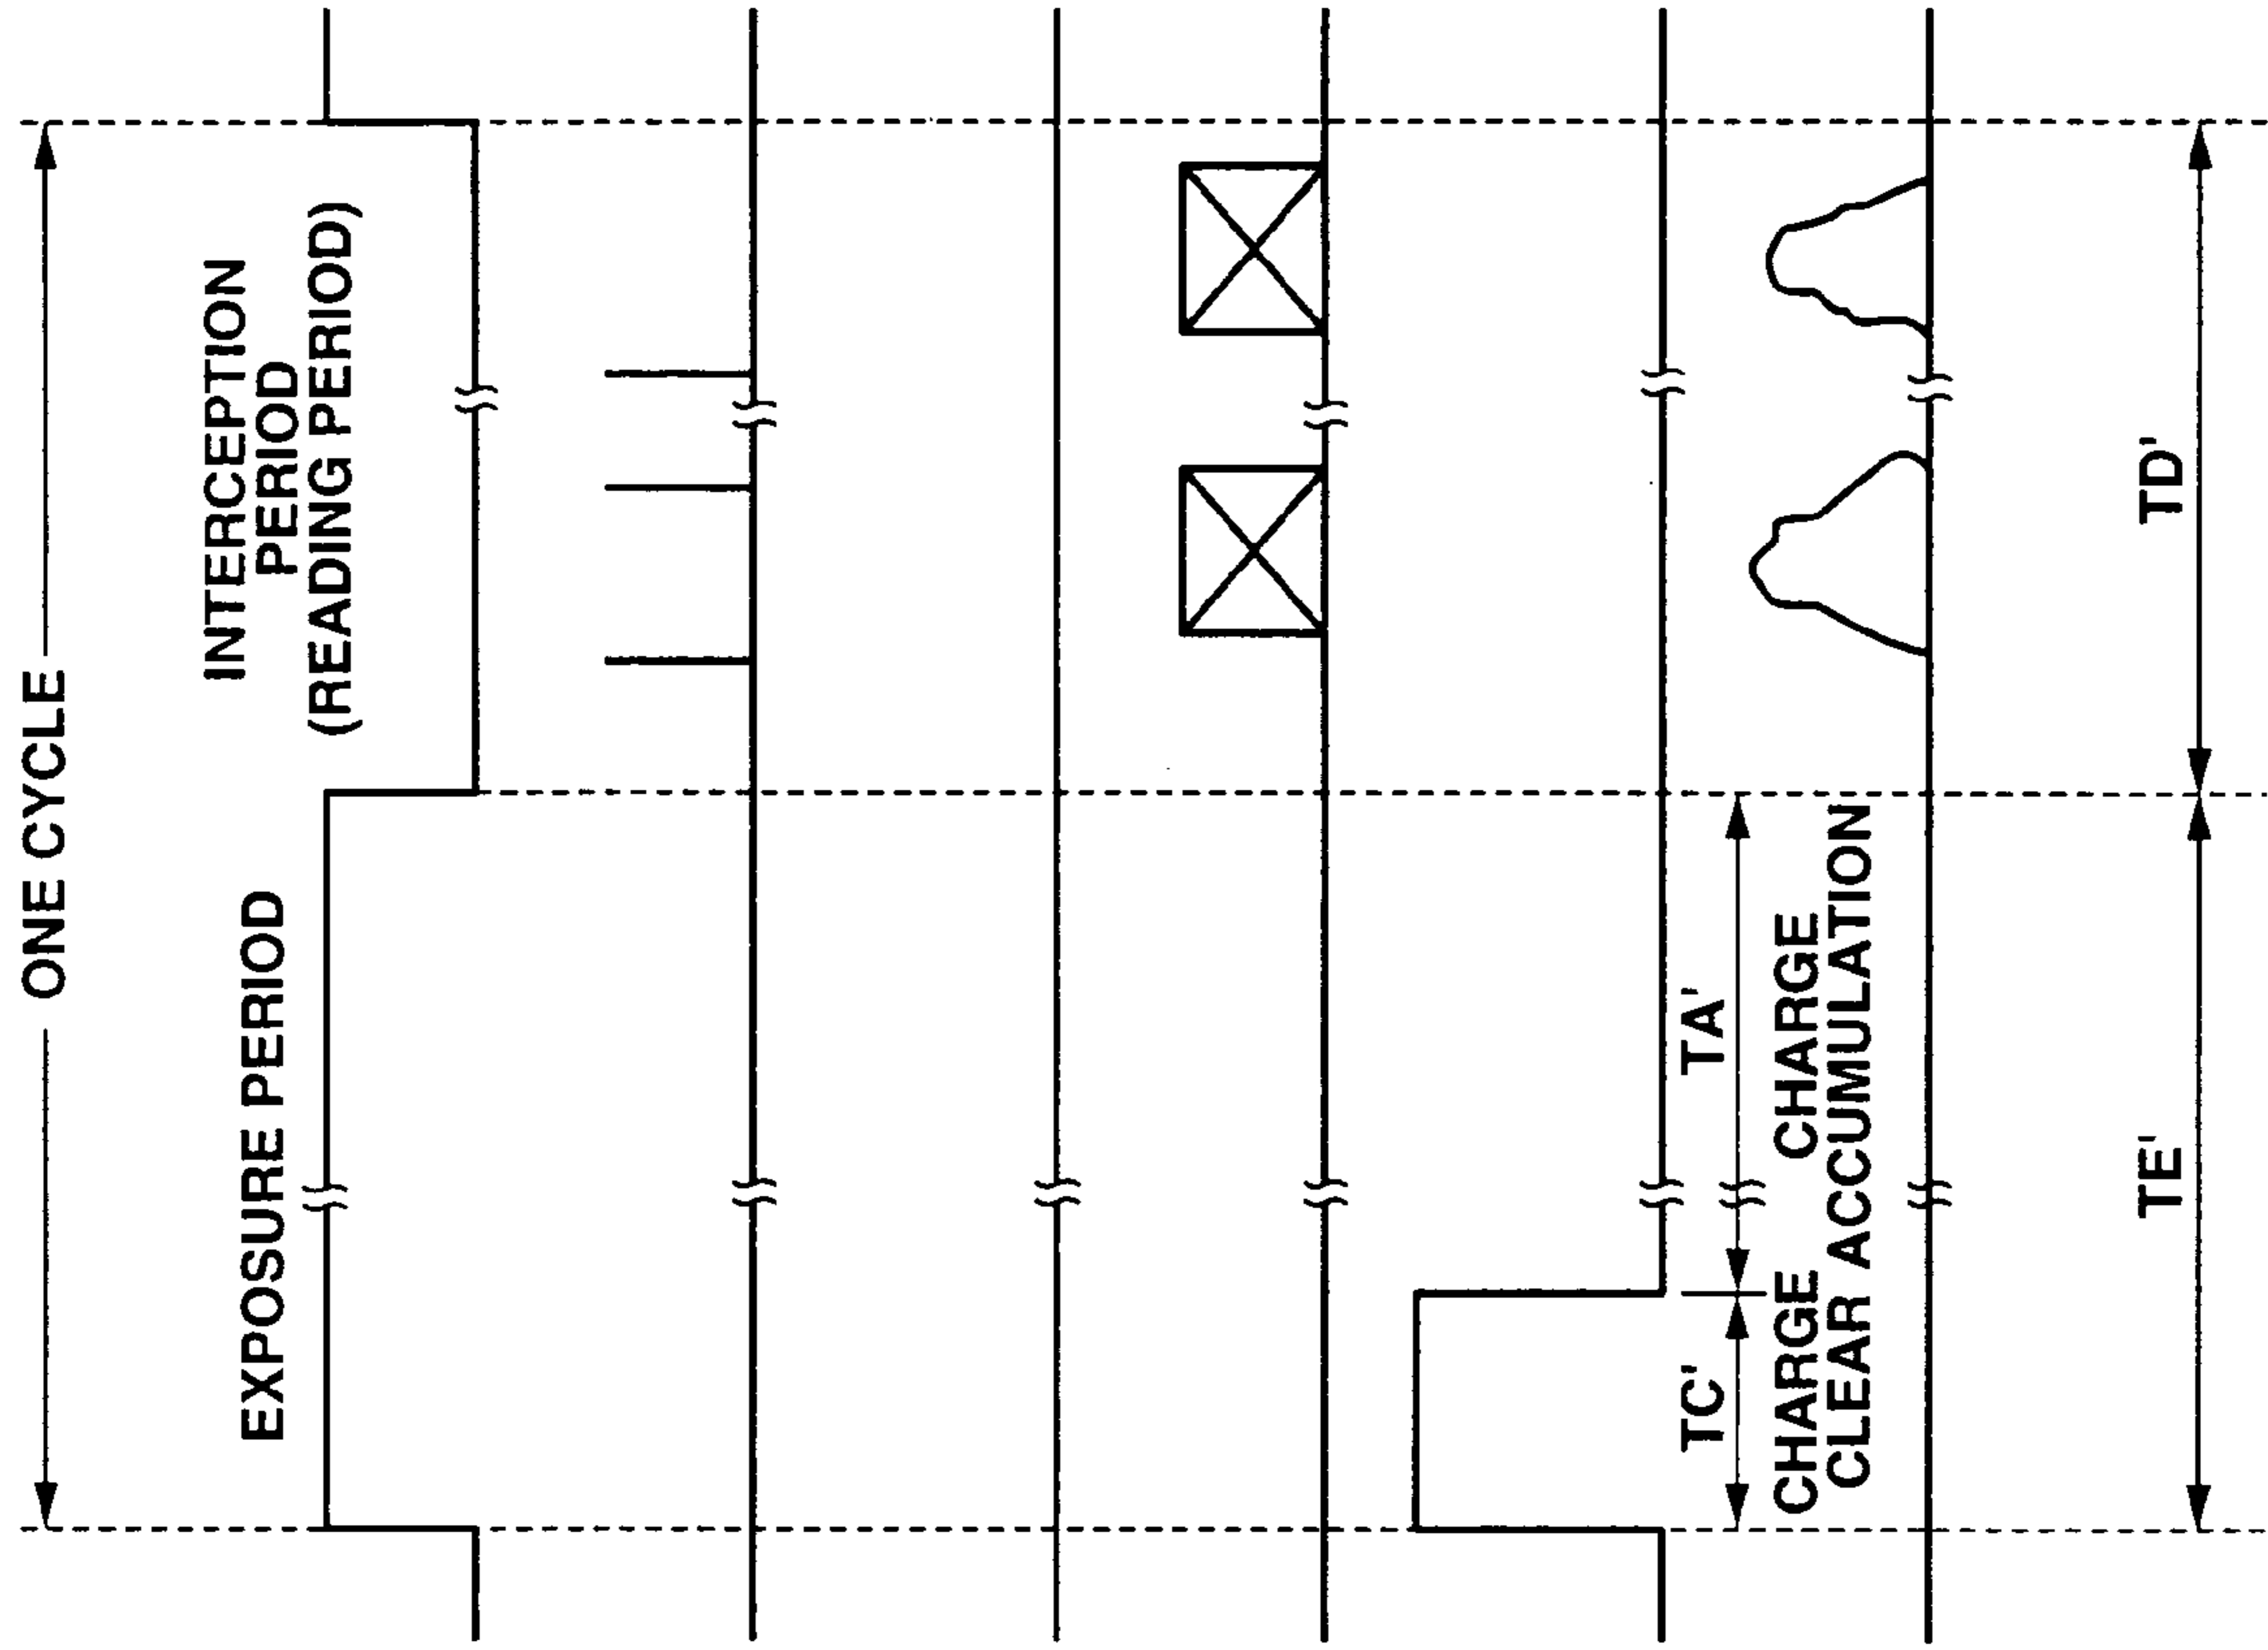 ONE CYCLE
EXPOSURE PERIOD
INTERCEPTION
PERIOD
(READING PERIOD)
TC'
TA'
CHARGE CHARGE
CLEAR ACCUMULATION
TE'
TD'